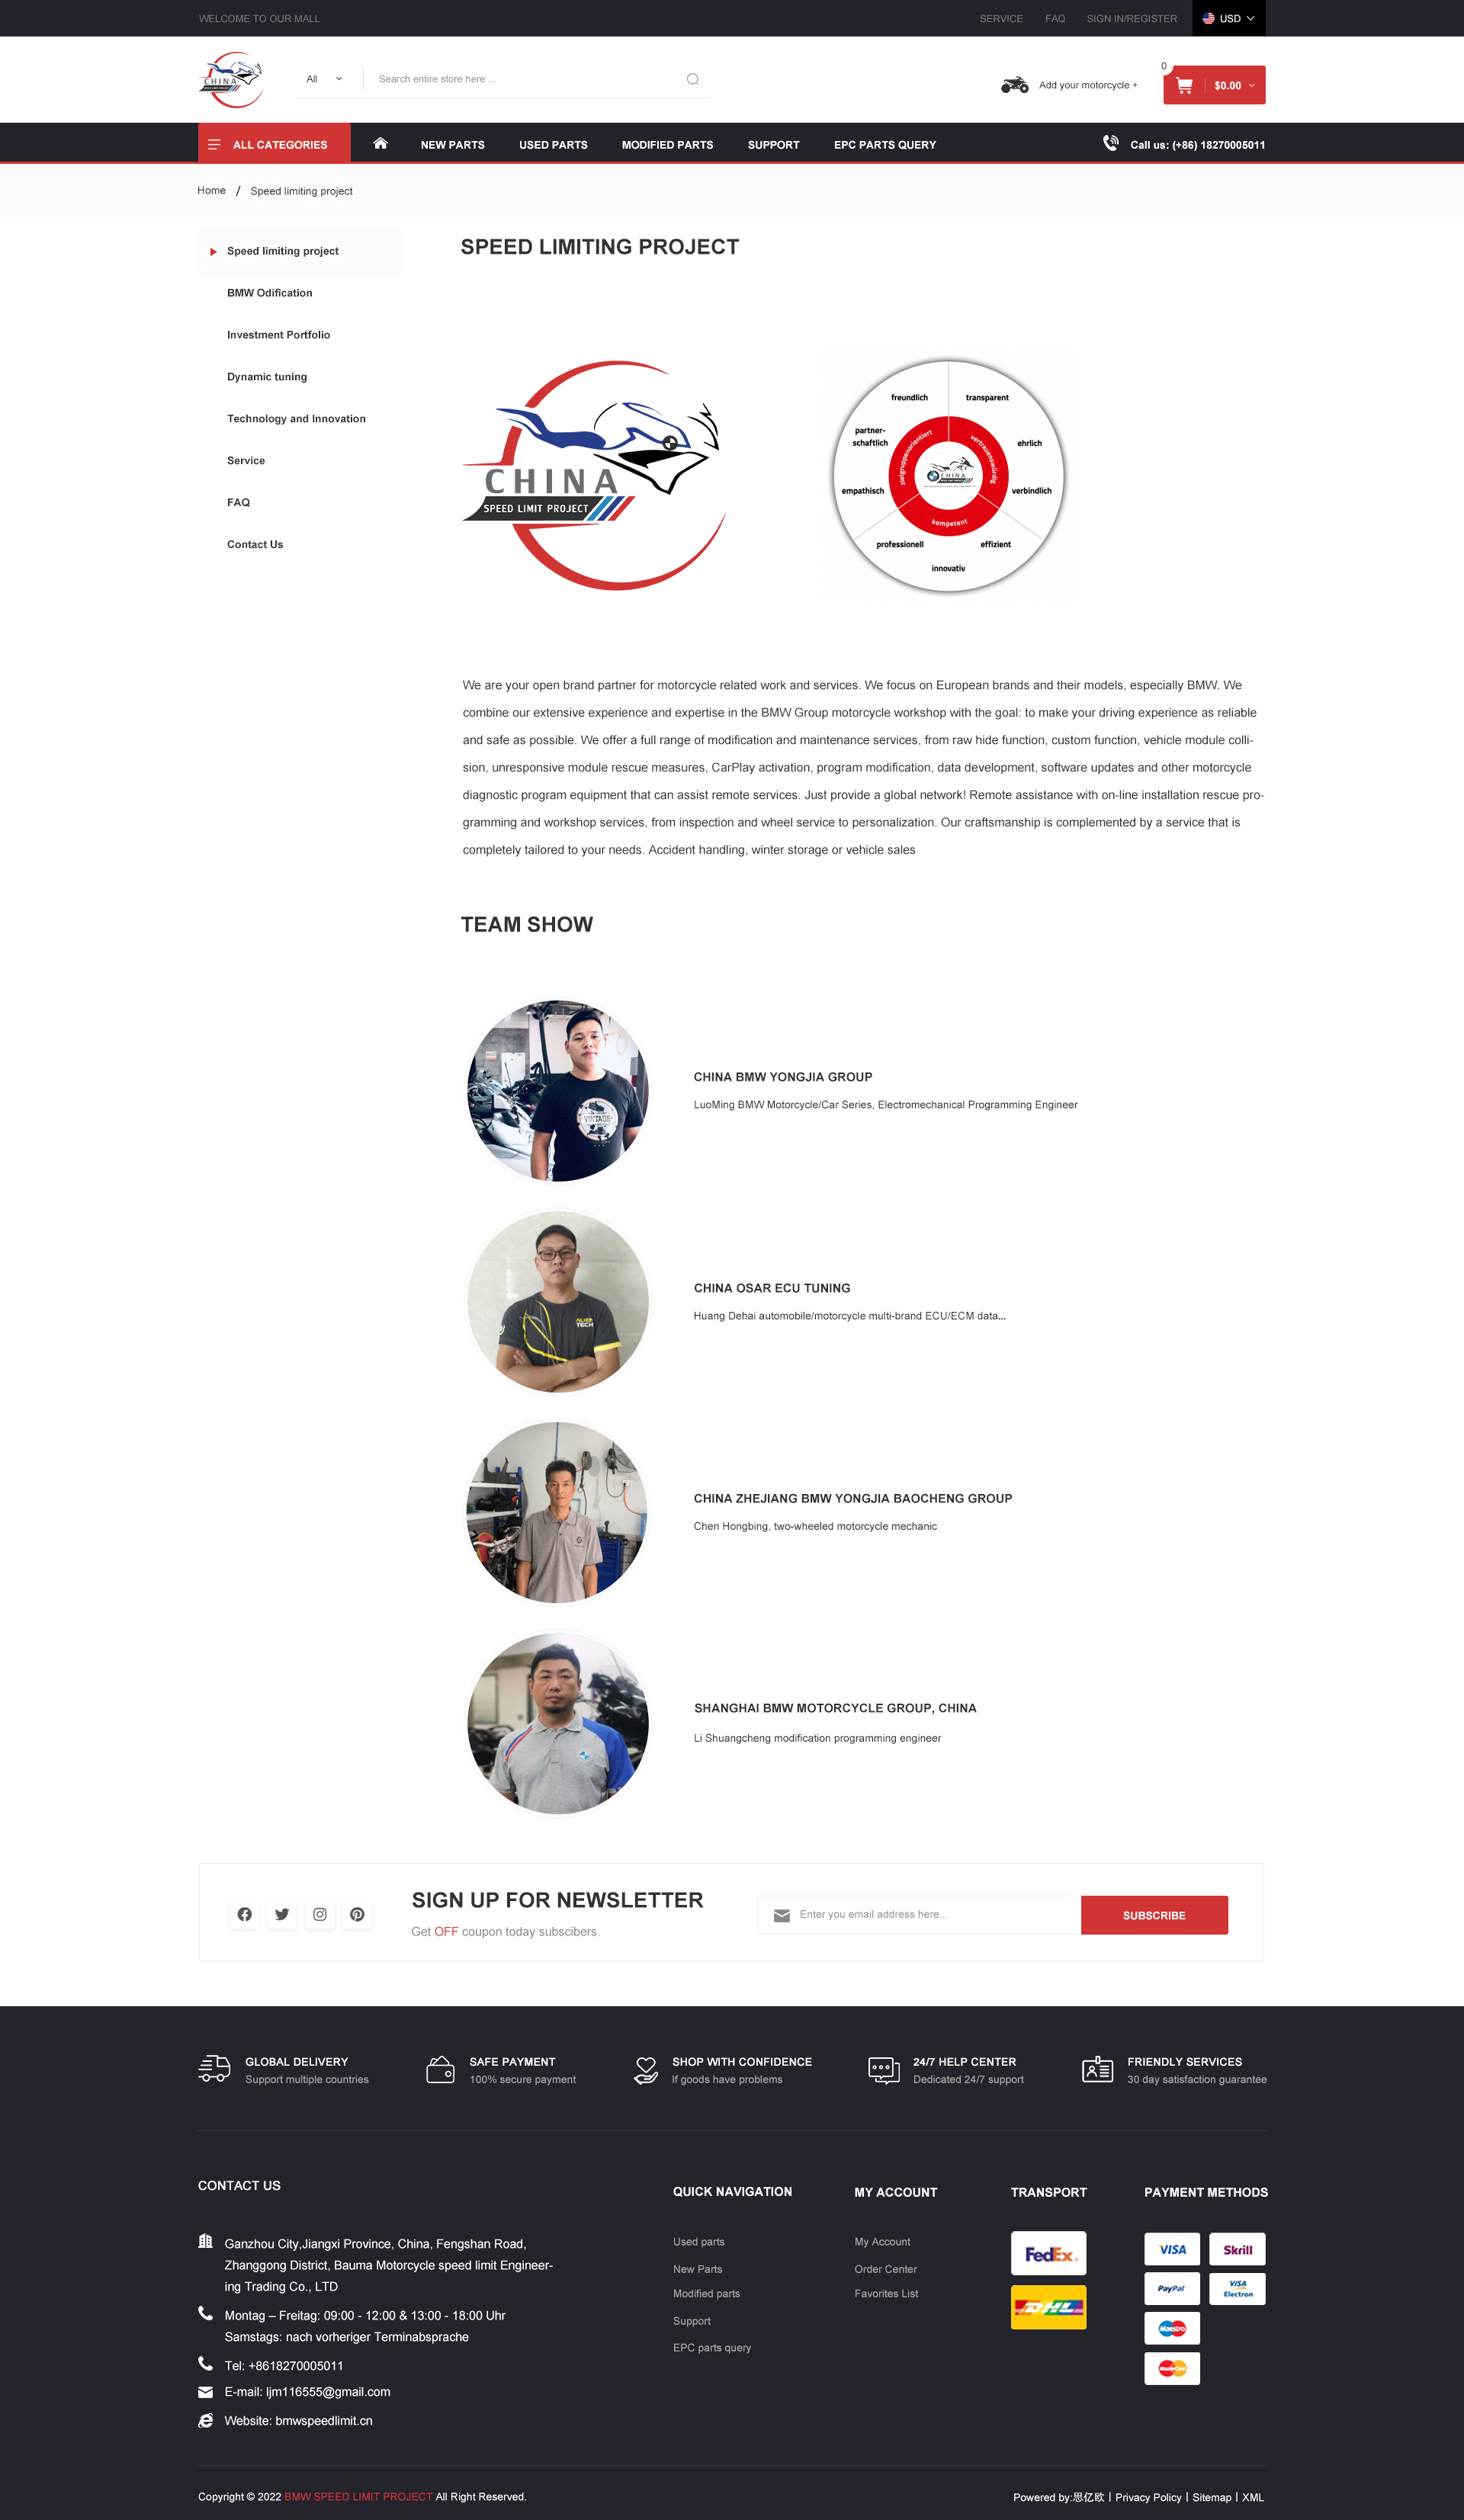 WELCOME TO OUR MALL
SERVICE FAQ SIGN IN/REGISTER USD
CHINA
SPEED LIMIT PROJECT
All Search entire store here ...
Add your motorcycle +
0
$0.00
ALL CATEGORIES NEW PARTS USED PARTS MODIFIED PARTS SUPPORT EPC PARTS QUERY Call us: (+86) 18270005011
Home / Speed limiting project
Speed limiting project
BMW Odification
Investment Portfolio
Dynamic tuning
Technology and Innovation
Service
FAQ
Contact Us
SPEED LIMITING PROJECT
CHINA
SPEED LIMIT PROJECT
freundlich
transparent
partner-
schaftlich
ehrlich
empathisch
verbindlich
professionell
effizient
innovativ
zielgruppenorientiert
vertrauenswürdig
kompetent
CHINA
We are your open brand partner for motorcycle related work and services. We focus on European brands and their models, especially BMW. We
combine our extensive experience and expertise in the BMW Group motorcycle workshop with the goal: to make your driving experience as reliable
and safe as possible. We offer a full range of modification and maintenance services, from raw hide function, custom function, vehicle module colli-
sion, unresponsive module rescue measures, CarPlay activation, program modification, data development, software updates and other motorcycle
diagnostic program equipment that can assist remote services. Just provide a global network! Remote assistance with on-line installation rescue pro-
gramming and workshop services, from inspection and wheel service to personalization. Our craftsmanship is complemented by a service that is
completely tailored to your needs. Accident handling, winter storage or vehicle sales
TEAM SHOW
VINTAGE
CHINA BMW YONGJIA GROUP
LuoMing BMW Motorcycle/Car Series, Electromechanical Programming Engineer
ALIEN
TECH
CHINA OSAR ECU TUNING
Huang Dehai automobile/motorcycle multi-brand ECU/ECM data...
CHINA ZHEJIANG BMW YONGJIA BAOCHENG GROUP
Chen Hongbing, two-wheeled motorcycle mechanic
SHANGHAI BMW MOTORCYCLE GROUP, CHINA
Li Shuangcheng modification programming engineer
SIGN UP FOR NEWSLETTER
Get OFF coupon today subscibers.
Enter you email address here...
SUBSCRIBE
GLOBAL DELIVERY
Support multiple countries
SAFE PAYMENT
100% secure payment
SHOP WITH CONFIDENCE
If goods have problems
24/7 HELP CENTER
Dedicated 24/7 support
FRIENDLY SERVICES
30 day satisfaction guarantee
CONTACT US
Ganzhou City,Jiangxi Province, China, Fengshan Road,
Zhanggong District, Bauma Motorcycle speed limit Engineer-
ing Trading Co., LTD
Montag – Freitag: 09:00 - 12:00 & 13:00 - 18:00 Uhr
Samstags: nach vorheriger Terminabsprache
Tel: +8618270005011
E-mail: ljm116555@gmail.com
Website: bmwspeedlimit.cn
QUICK NAVIGATION
Used parts
New Parts
Modified parts
Support
EPC parts query
MY ACCOUNT
My Account
Order Center
Favorites List
TRANSPORT
FedEx
DHL
PAYMENT METHODS
VISA
Skrill
PayPal
VISA
Electron
Maestro
MasterCard
Copyright © 2022 BMW SPEED LIMIT PROJECT All Right Reserved.
Powered by:思亿欧 | Privacy Policy | Sitemap | XML